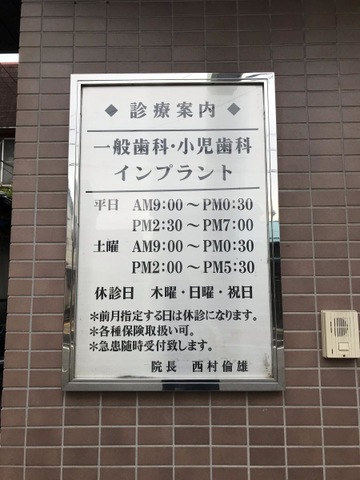 ◆ 診療案内 ◆
一般歯科・小児歯科
インプラント
平日 AM9:00～PM0:30
PM2:30～PM7:00
土曜 AM9:00～PM0:30
PM2:00～PM5:30
休診日 木曜・日曜・祝日
＊前月指定する日は休診になります。
＊各種保険取扱い可。
＊急患随時受付致します。
院長 西村倫雄